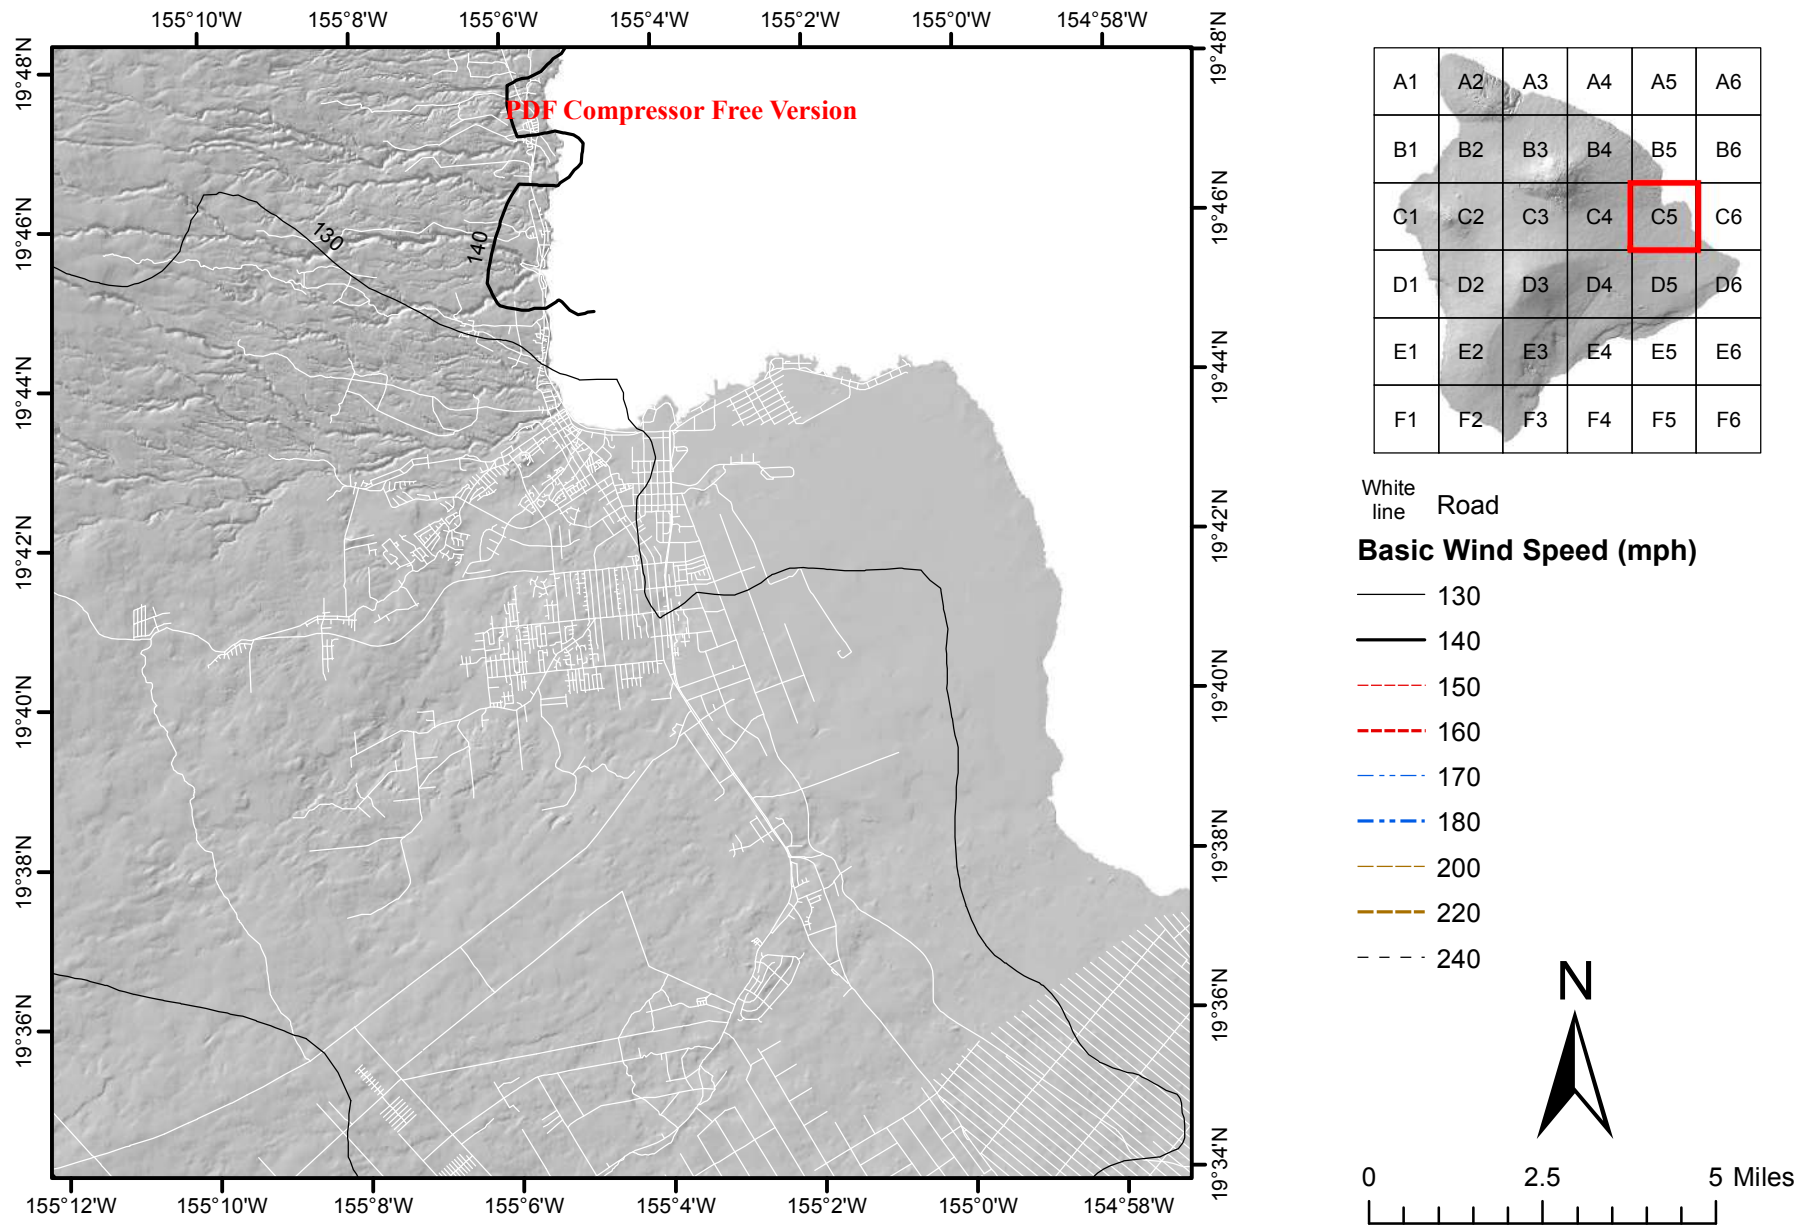 155°10'W 155°8'W 155°6'W 155°4'W 155°2'W 155°0'W 154°58'W
19°48'N
19°46'N
19°44'N
19°42'N
19°40'N
19°38'N
19°36'N
PDF Compressor Free Version
130
140
19°48'N
19°46'N
19°44'N
19°42'N
19°40'N
19°38'N
19°36'N
19°34'N
155°12'W 155°10'W 155°8'W 155°6'W 155°4'W 155°2'W 155°0'W 154°58'W
A1 A2 A3 A4 A5 A6
B1 B2 B3 B4 B5 B6
C1 C2 C3 C4 C5 C6
D1 D2 D3 D4 D5 D6
E1 E2 E3 E4 E5 E6
F1 F2 F3 F4 F5 F6
White
line
Road
Basic Wind Speed (mph)
130
140
150
160
170
180
200
220
240
N
0 2.5 5 Miles